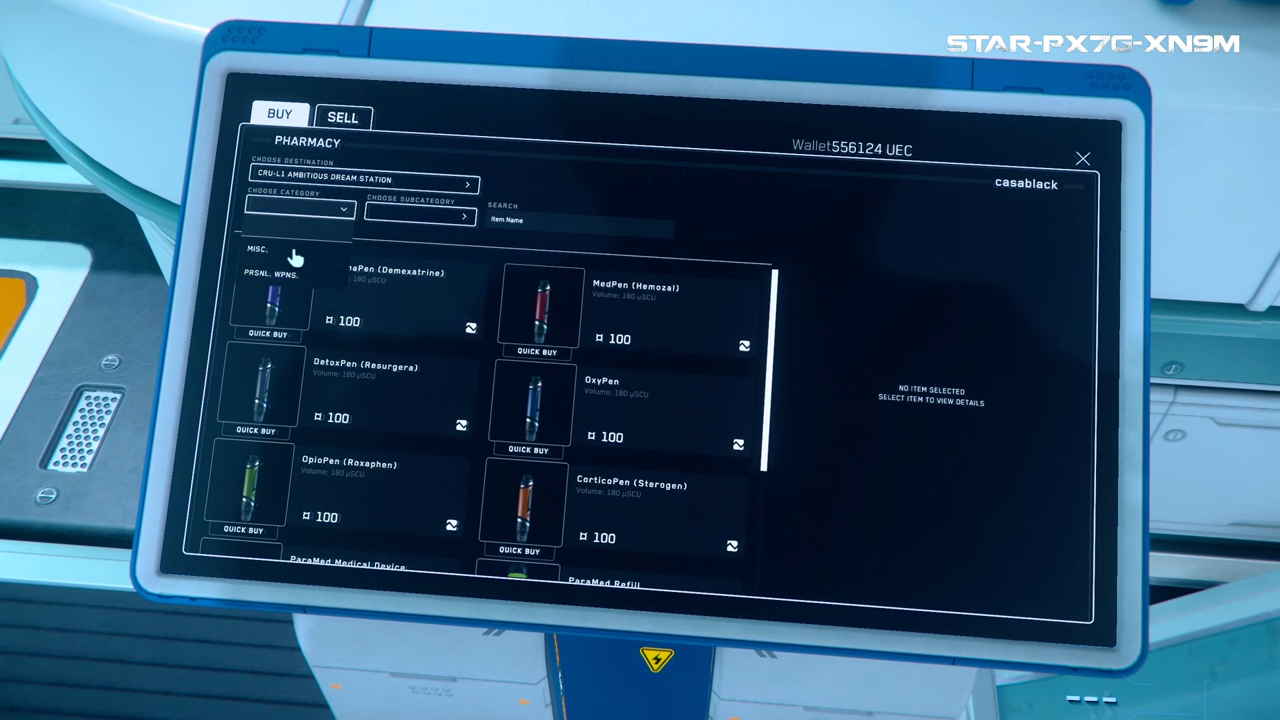 STAR-PX7G-XN9M
BUY
SELL
PHARMACY
Wallet556124 UEC
casablack
CHOOSE DESTINATION
CRU-L1 AMBITIOUS DREAM STATION
CHOOSE CATEGORY
CHOOSE SUBCATEGORY
SEARCH
Item Name
MISC.
PRSNL. WPNS.
naPen (Demexatrine)
: 180 µSCU
¤ 100
QUICK BUY
MedPen (Hemozal)
Volume: 180 µSCU
¤ 100
QUICK BUY
DetoxPen (Resurgera)
Volume: 180 µSCU
¤ 100
QUICK BUY
OxyPen
Volume: 180 µSCU
¤ 100
QUICK BUY
OpioPen (Roxaphen)
Volume: 180 µSCU
¤ 100
QUICK BUY
CorticoPen (Sterogen)
Volume: 180 µSCU
¤ 100
QUICK BUY
ParaMed Medical Device
ParaMed Refill
NO ITEM SELECTED
SELECT ITEM TO VIEW DETAILS